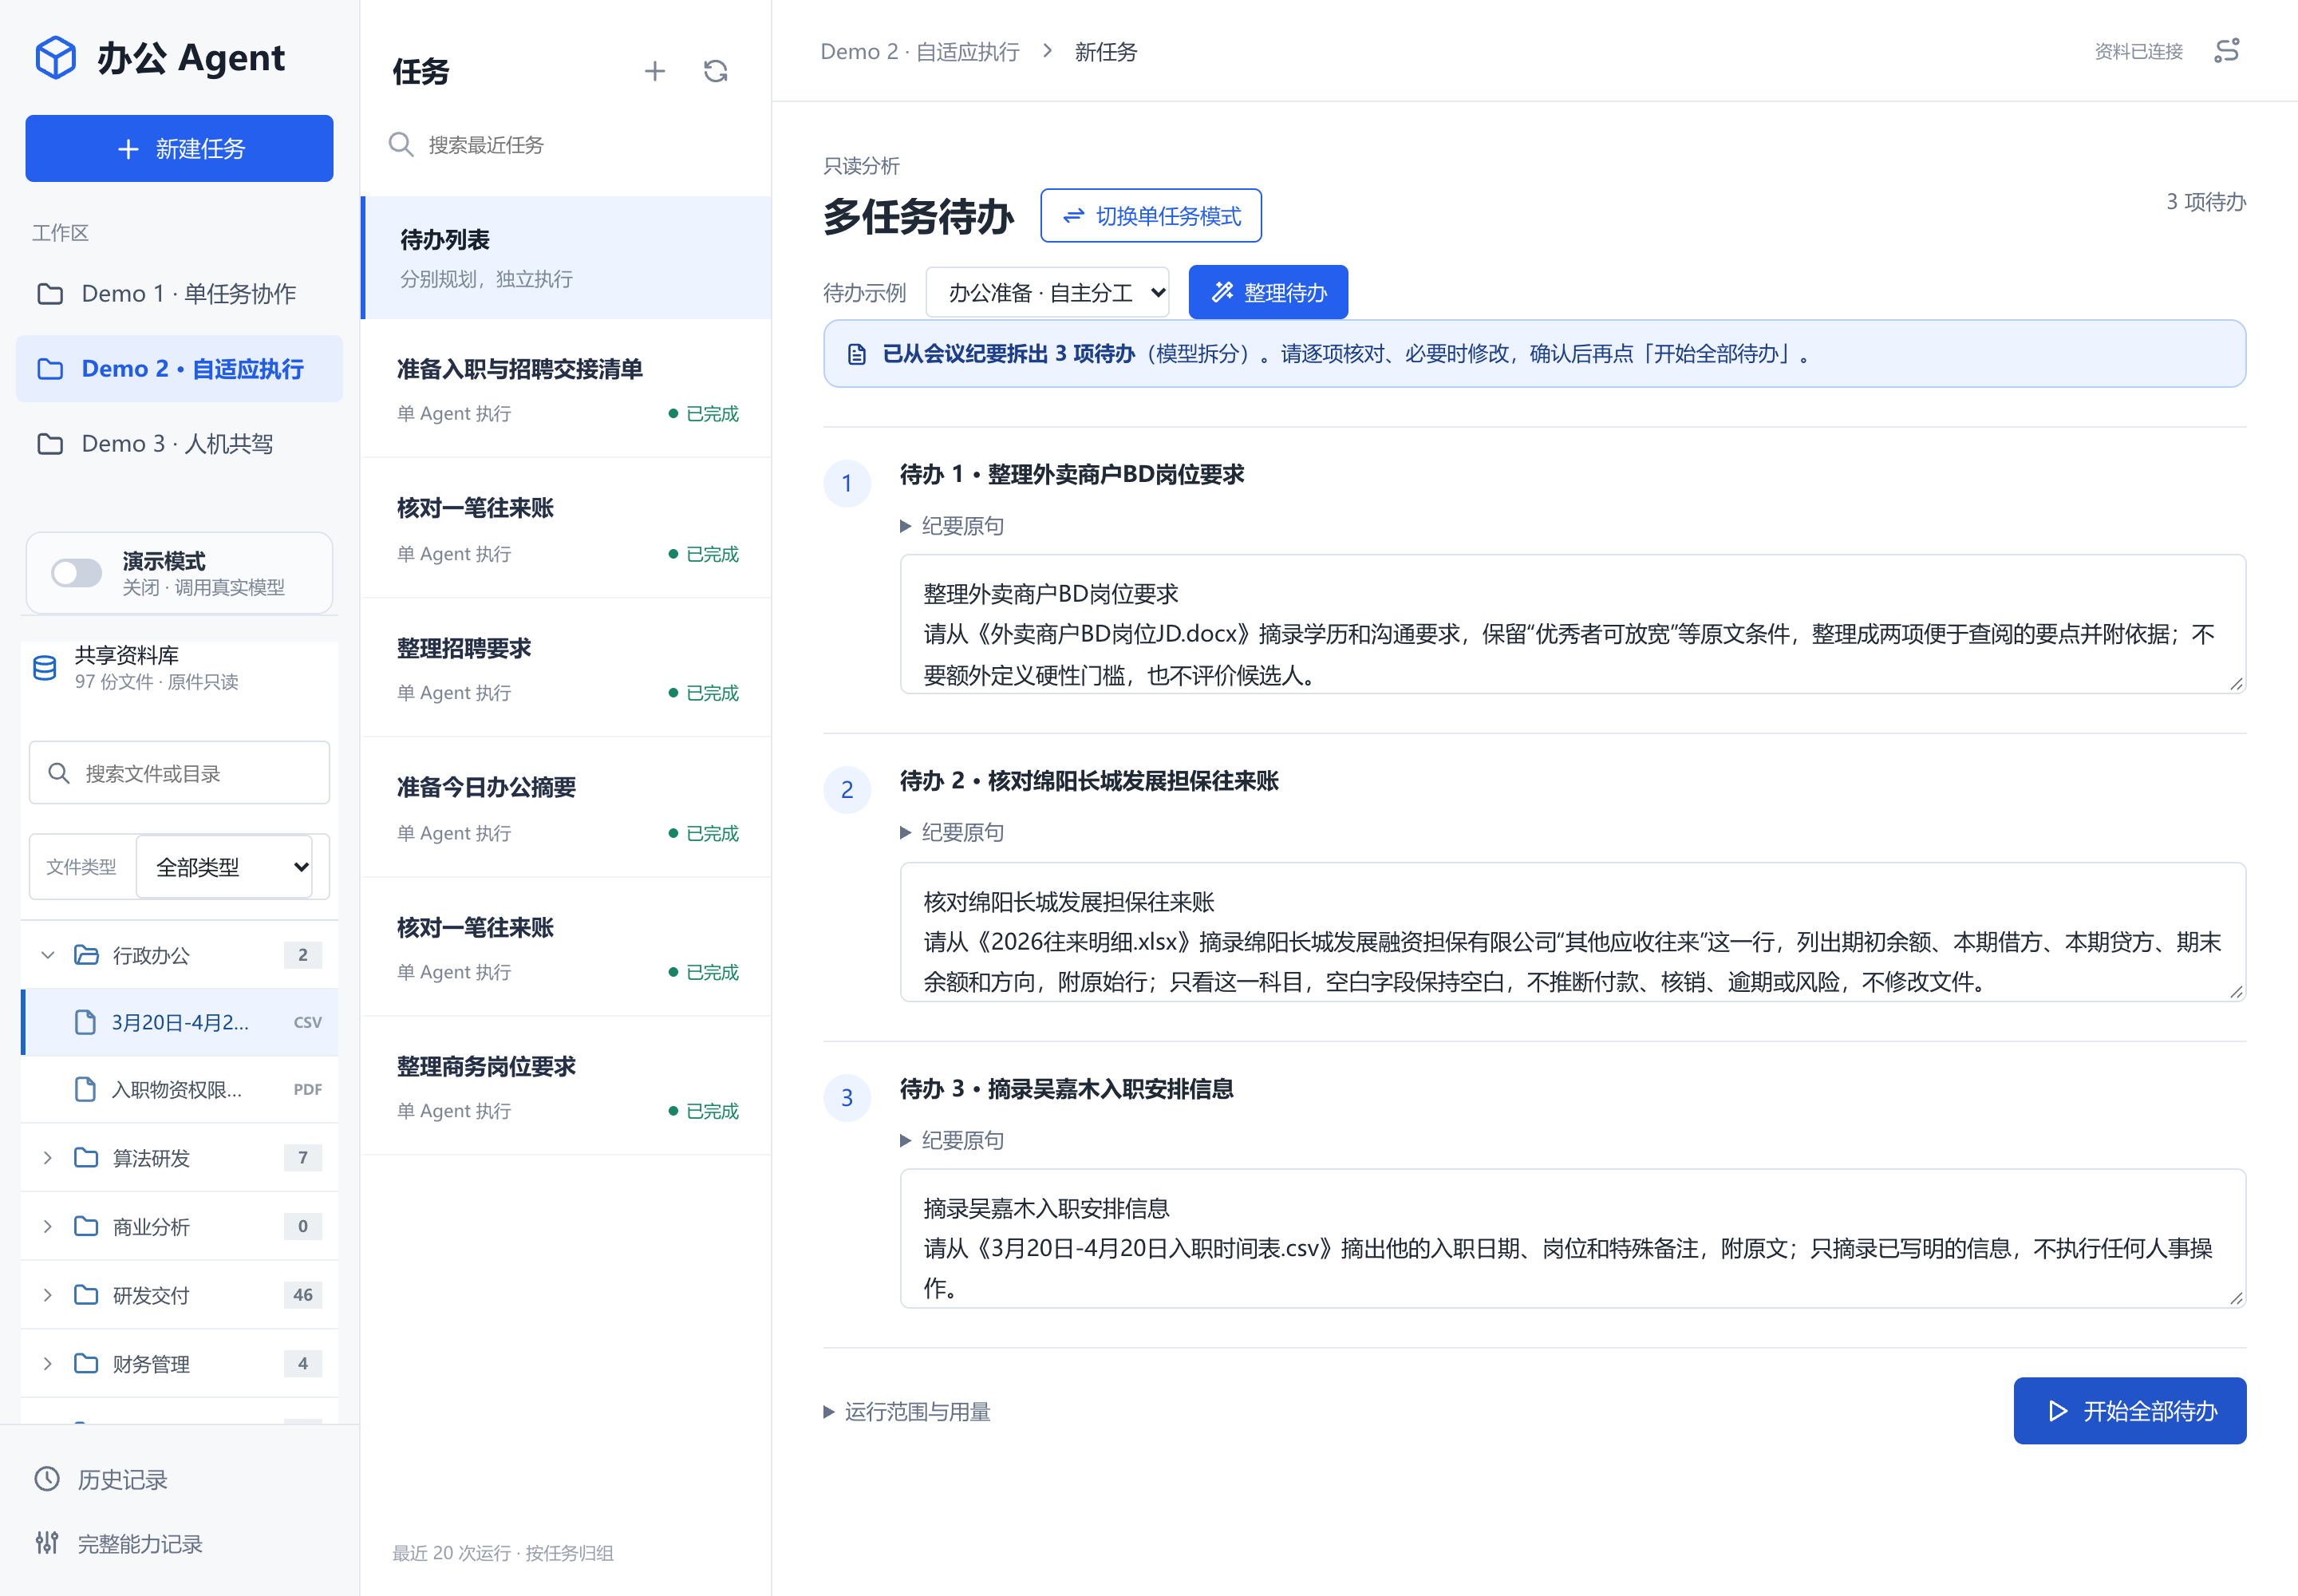 办公 Agent
新建任务
工作区
Demo 1 · 单任务协作
Demo 2 · 自适应执行
Demo 3 · 人机共驾
演示模式
关闭 · 调用真实模型
共享资料库
97 份文件 · 原件只读
搜索文件或目录
文件类型
全部类型
行政办公
2
3月20日-4月2...
CSV
入职物资权限...
PDF
算法研发
7
商业分析
0
研发交付
46
财务管理
4
历史记录
完整能力记录
任务
搜索最近任务
待办列表
分别规划，独立执行
准备入职与招聘交接清单
单 Agent 执行
已完成
核对一笔往来账
单 Agent 执行
已完成
整理招聘要求
单 Agent 执行
已完成
准备今日办公摘要
单 Agent 执行
已完成
核对一笔往来账
单 Agent 执行
已完成
整理商务岗位要求
单 Agent 执行
已完成
最近 20 次运行 · 按任务归组
Demo 2 · 自适应执行
新任务
资料已连接
只读分析
多任务待办
切换单任务模式
3 项待办
待办示例
办公准备 · 自主分工
整理待办
已从会议纪要拆出 3 项待办（模型拆分）。请逐项核对、必要时修改，确认后再点「开始全部待办」。
1
待办 1 · 整理外卖商户BD岗位要求
纪要原句
整理外卖商户BD岗位要求
请从《外卖商户BD岗位JD.docx》摘录学历和沟通要求，保留“优秀者可放宽”等原文条件，整理成两项便于查阅的要点并附依据；不
要额外定义硬性门槛，也不评价候选人。
2
待办 2 · 核对绵阳长城发展担保往来账
纪要原句
核对绵阳长城发展担保往来账
请从《2026往来明细.xlsx》摘录绵阳长城发展融资担保有限公司“其他应收往来”这一行，列出期初余额、本期借方、本期贷方、期末
余额和方向，附原始行；只看这一科目，空白字段保持空白，不推断付款、核销、逾期或风险，不修改文件。
3
待办 3 · 摘录吴嘉木入职安排信息
纪要原句
摘录吴嘉木入职安排信息
请从《3月20日-4月20日入职时间表.csv》摘出他的入职日期、岗位和特殊备注，附原文；只摘录已写明的信息，不执行任何人事操
作。
运行范围与用量
开始全部待办